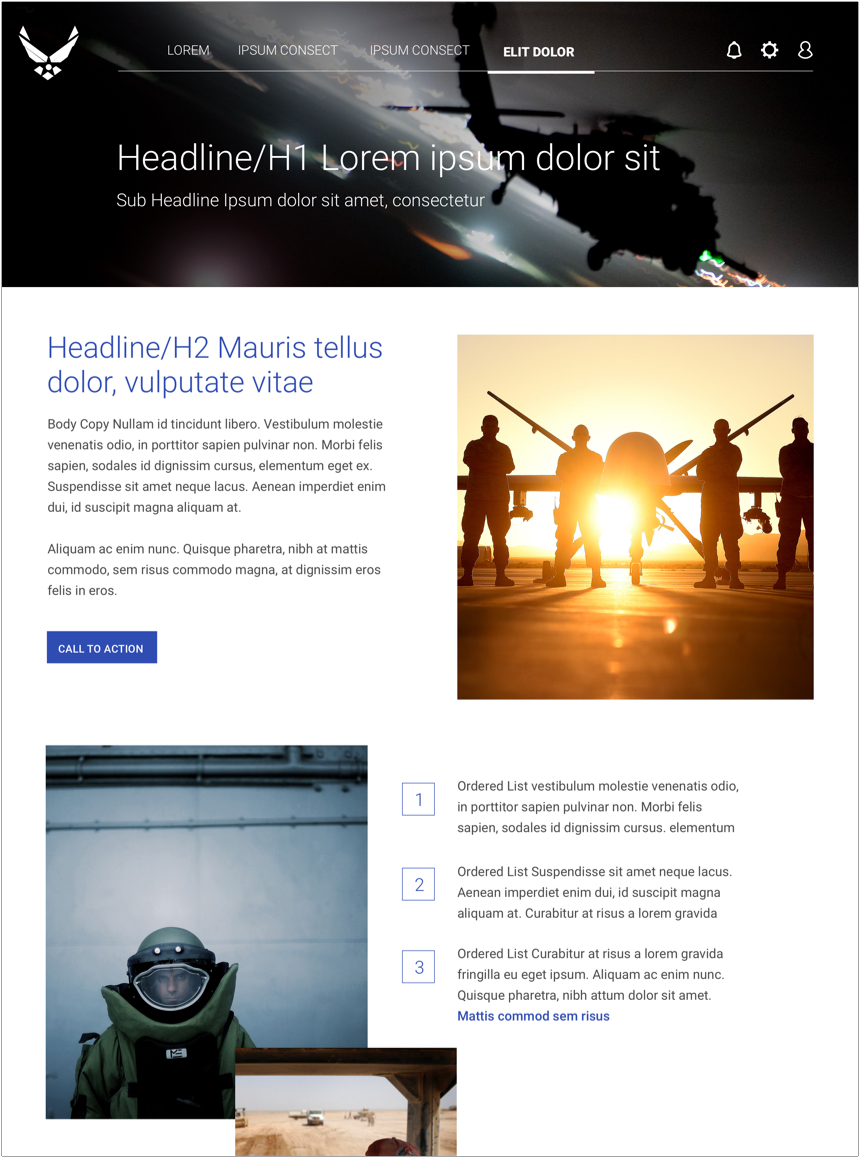 LOREM IPSUM CONSECT IPSUM CONSECT ELIT DOLOR
Headline/H1 Lorem ipsum dolor sit
Sub Headline Ipsum dolor sit amet, consectetur
Headline/H2 Mauris tellus
dolor, vulputate vitae
Body Copy Nullam id tincidunt libero. Vestibulum molestie
venenatis odio, in porttitor sapien pulvinar non. Morbi felis
sapien, sodales id dignissim cursus, elementum eget ex.
Suspendisse sit amet neque lacus. Aenean imperdiet enim
dui, id suscipit magna aliquam at.
Aliquam ac enim nunc. Quisque pharetra, nibh at mattis
commodo, sem risus commodo magna, at dignissim eros
felis in eros.
CALL TO ACTION
1 Ordered List vestibulum molestie venenatis odio,
in porttitor sapien pulvinar non. Morbi felis
sapien, sodales id dignissim cursus. elementum
2 Ordered List Suspendisse sit amet neque lacus.
Aenean imperdiet enim dui, id suscipit magna
aliquam at. Curabitur at risus a lorem gravida
3 Ordered List Curabitur at risus a lorem gravida
fringilla eu eget ipsum. Aliquam ac enim nunc.
Quisque pharetra, nibh attum dolor sit amet.
Mattis commod sem risus